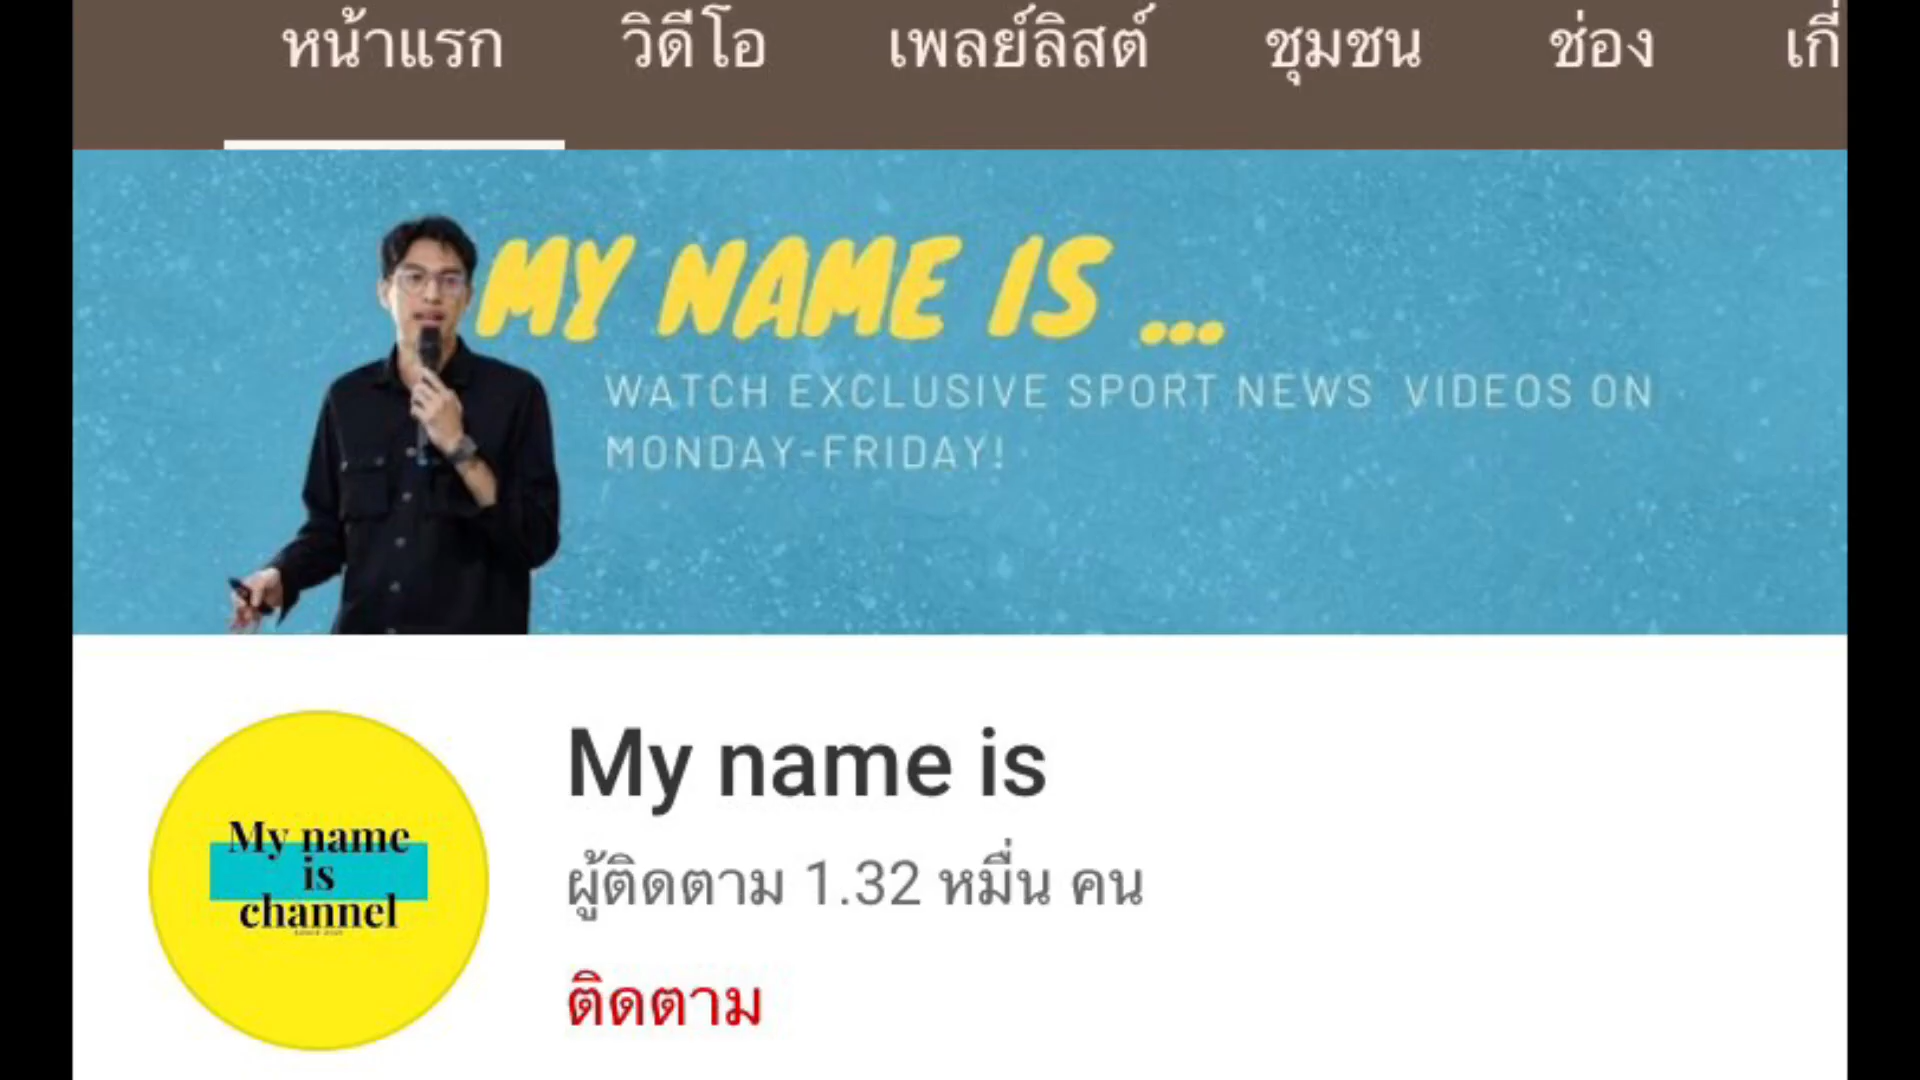 หน้าแรก วิดีโอ เพลย์ลิสต์ ชุมชน ช่อง เกี่
MY NAME IS ...
WATCH EXCLUSIVE SPORT NEWS VIDEOS ON
MONDAY-FRIDAY!
My name
is
channel
My name is
ผู้ติดตาม 1.32 หมื่น คน
ติดตาม